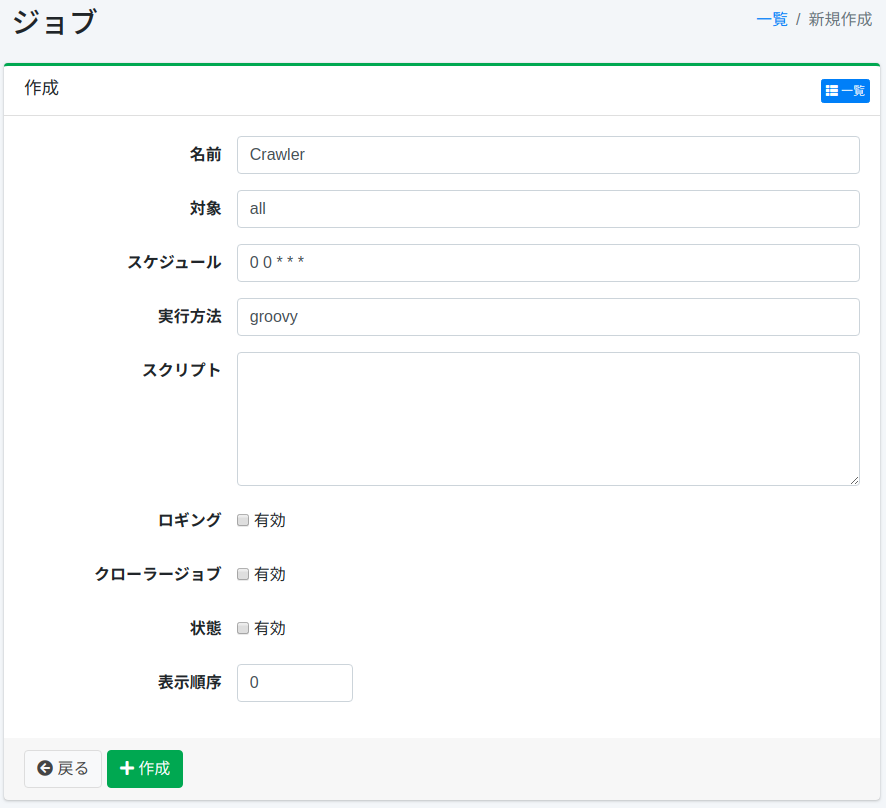 ジョブ
一覧 / 新規作成
作成
一覧
名前 Crawler
対象 all
スケジュール 0 0 * * *
実行方法 groovy
スクリプト
ロギング 有効
クローラージョブ 有効
状態 有効
表示順序 0
戻る 作成